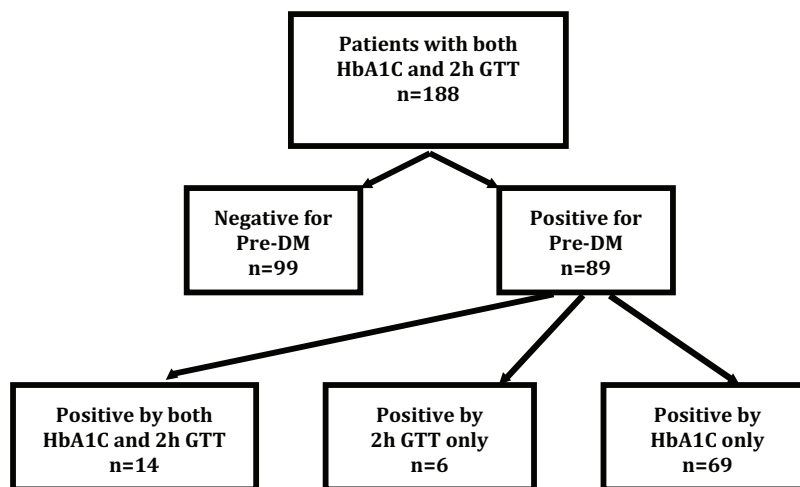 Patients with both
HbA1C and 2h GTT
n=188
Negative for
Pre-DM
n=99
Positive for
Pre-DM
n=89
Positive by both
HbA1C and 2h GTT
n=14
Positive by
2h GTT only
n=6
Positive by
HbA1C only
n=69